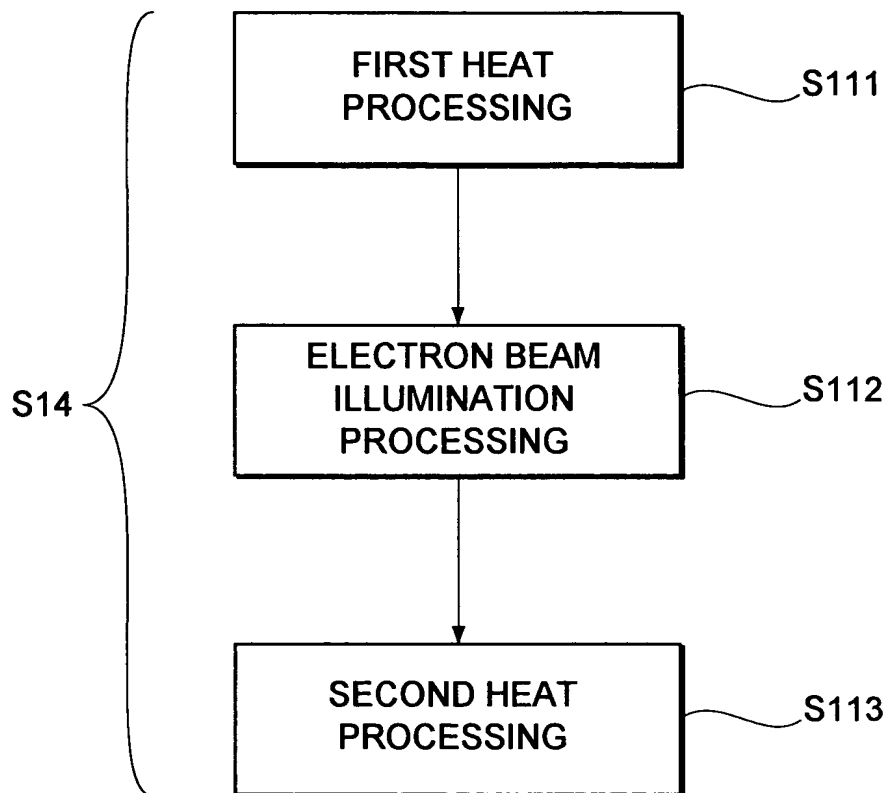 FIRST HEAT
PROCESSING
S111
ELECTRON BEAM
ILLUMINATION
PROCESSING
S112
S14
SECOND HEAT
PROCESSING
S113